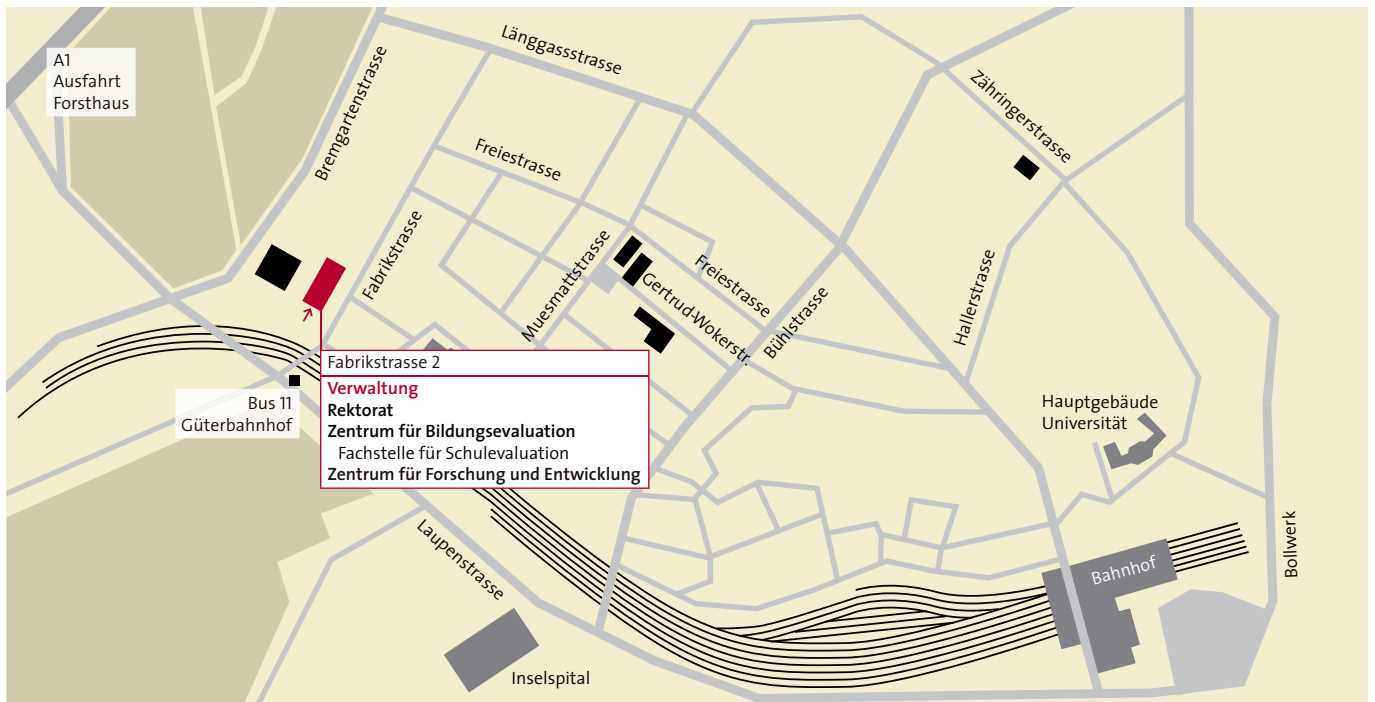 A1
Ausfahrt
Forsthaus
Bremgartenstrasse
Länggassstrasse
Zähringerstrasse
Freiestrasse
Fabrikstrasse
Muesmattstrasse
Gertrud-Wokerstr.
Freiestrasse
Bühlstrasse
Hallerstrasse
Fabrikstrasse 2
Verwaltung
Rektorat
Zentrum für Bildungsevaluation
Fachstelle für Schulevaluation
Zentrum für Forschung und Entwicklung
Bus 11
Güterbahnhof
Hauptgebäude
Universität
Laupenstrasse
Bahnhof
Bollwerk
Inselspital